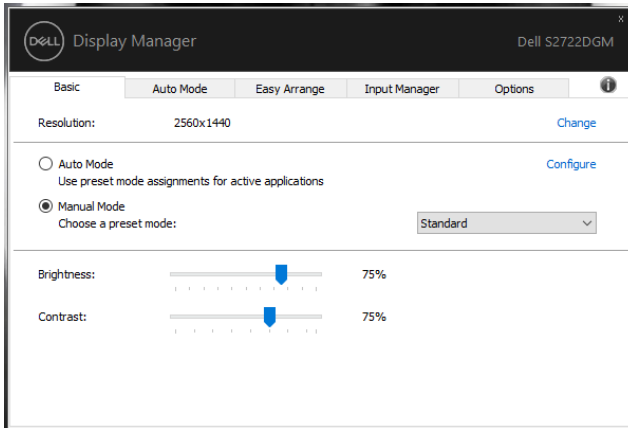 DELL Display Manager Dell S2722DGM
x
Basic Auto Mode Easy Arrange Input Manager Options i
Resolution: 2560x1440 Change
Auto Mode Configure
Use preset mode assignments for active applications
Manual Mode
Choose a preset mode: Standard
Brightness: 75%
Contrast: 75%